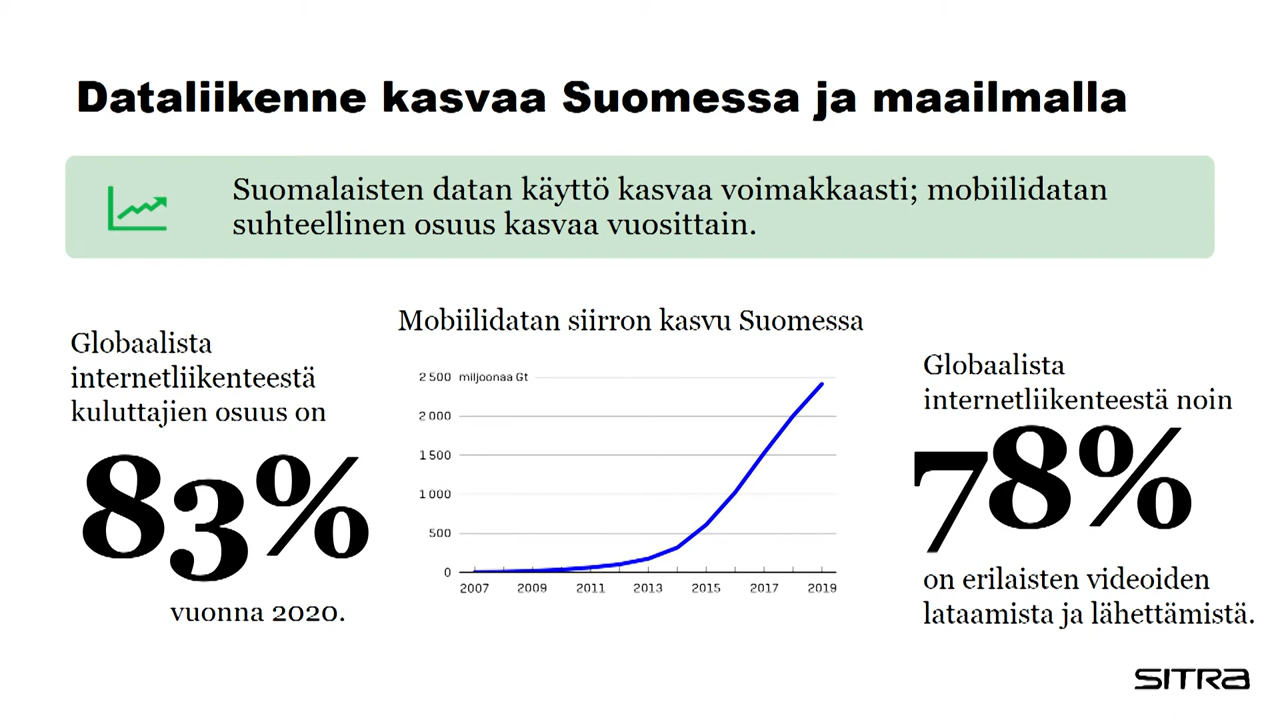 Dataliikenne kasvaa Suomessa ja maailmalla
Suomalaisten datan käyttö kasvaa voimakkaasti; mobiilidatan
suhteellinen osuus kasvaa vuosittain.
Globaalista
internetliikenteestä
kuluttajien osuus on
83%
vuonna 2020.
Mobiilidatan siirron kasvu Suomessa
2 500 miljoonaa Gt
2 000
1 500
1 000
500
0
2007 2009 2011 2013 2015 2017 2019
Globaalista
internetliikenteestä noin
78%
on erilaisten videoiden
lataamista ja lähettämistä.
SITRA